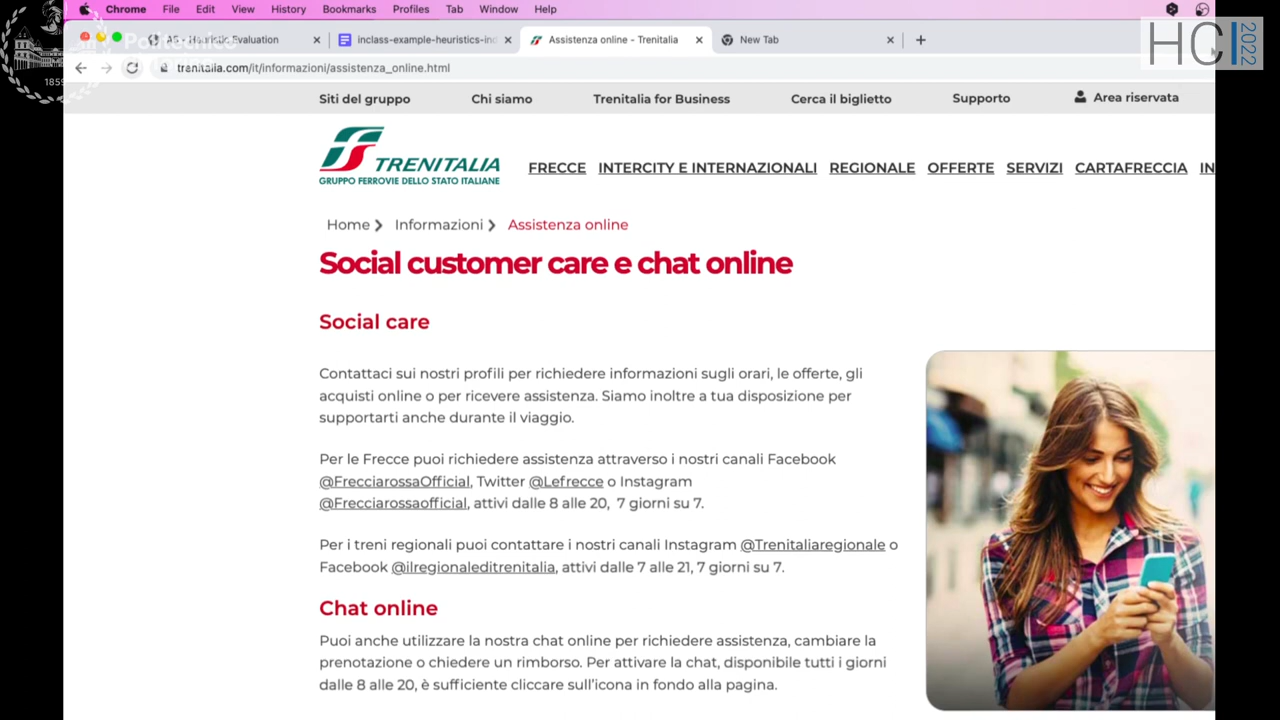 Chrome File Edit View History Bookmarks Profiles Tab Window Help
Heuristic Evaluation
inclass-example-heuristics-in
Assistenza online - Trenitalia
New Tab
Politecnico
HCI 2022
1859
trenitalia.com/it/informazioni/assistenza_online.html
Siti del gruppo Chi siamo Trenitalia for Business Cerca il biglietto Supporto Area riservata
TRENITALIA
GRUPPO FERROVIE DELLO STATO ITALIANE
FRECCE INTERCITY E INTERNAZIONALI REGIONALE OFFERTE SERVIZI CARTAFRECCIA IN
Home Informazioni Assistenza online
Social customer care e chat online
Social care
Contattaci sui nostri profili per richiedere informazioni sugli orari, le offerte, gli
acquisti online o per ricevere assistenza. Siamo inoltre a tua disposizione per
supportarti anche durante il viaggio.
Per le Frecce puoi richiedere assistenza attraverso i nostri canali Facebook
@FrecciarossaOfficial, Twitter @Lefrecce o Instagram
@Frecciarossaofficial, attivi dalle 8 alle 20, 7 giorni su 7.
Per i treni regionali puoi contattare i nostri canali Instagram @Trenitaliaregionale o
Facebook @ilregionaleditrenitalia, attivi dalle 7 alle 21, 7 giorni su 7.
Chat online
Puoi anche utilizzare la nostra chat online per richiedere assistenza, cambiare la
prenotazione o chiedere un rimborso. Per attivare la chat, disponibile tutti i giorni
dalle 8 alle 20, è sufficiente cliccare sull'icona in fondo alla pagina.